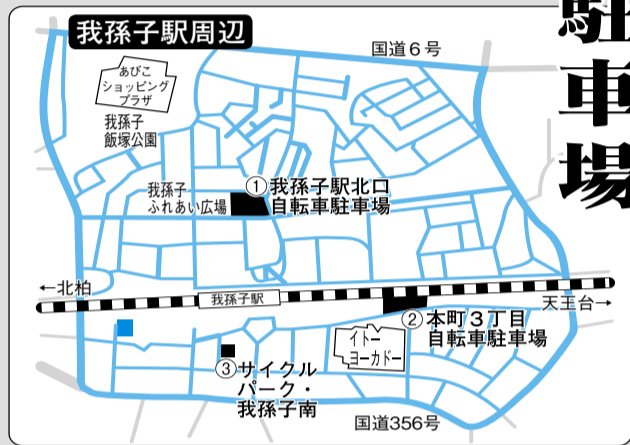 我孫子駅周辺
駐車場
国道6号
あびこ
ショッピング
プラザ
我孫子
飯塚公園
我孫子
ふれあい広場
①我孫子駅北口
自転車駐車場
←北柏
我孫子駅
天王台→
②本町3丁目
自転車駐車場
イトー
ヨーカドー
③サイクル
パーク・
我孫子南
国道356号